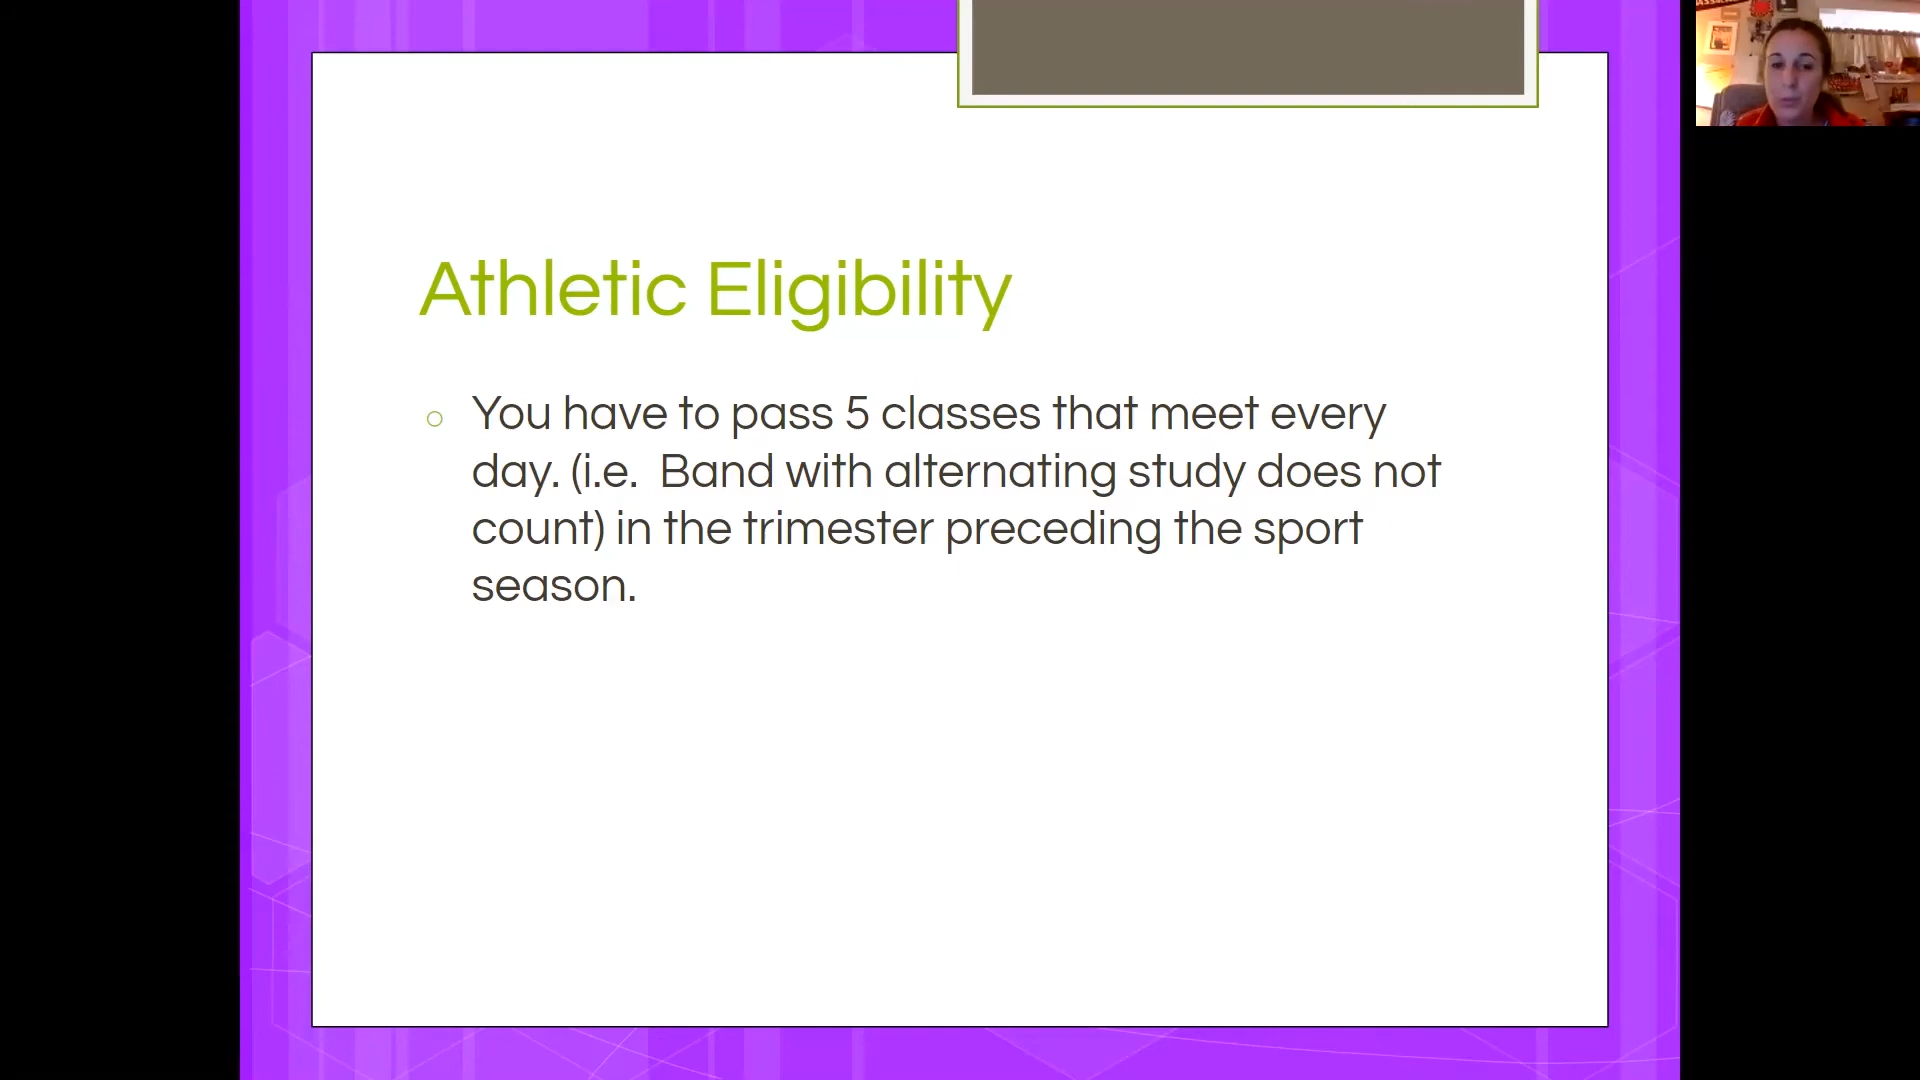 Athletic Eligibility
You have to pass 5 classes that meet every
day. (i.e.  Band with alternating study does not
count) in the trimester preceding the sport
season.